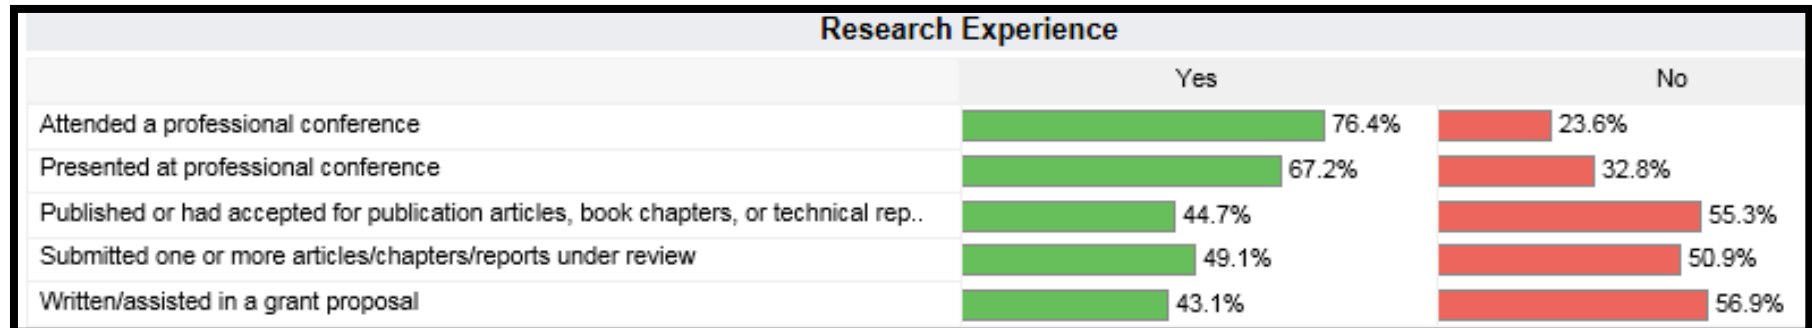 Research Experience
Yes No
Attended a professional conference 76.4% 23.6%
Presented at professional conference 67.2% 32.8%
Published or had accepted for publication articles, book chapters, or technical rep.. 44.7% 55.3%
Submitted one or more articles/chapters/reports under review 49.1% 50.9%
Written/assisted in a grant proposal 43.1% 56.9%